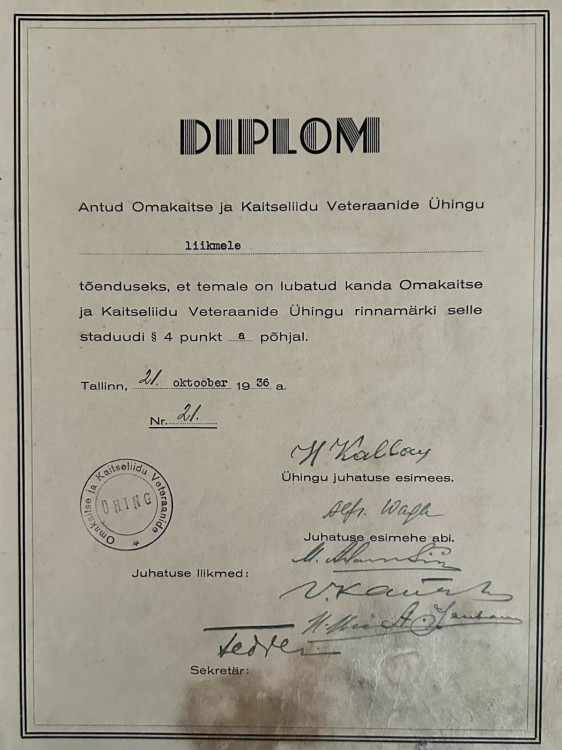 DIPLOM
Antud Omakaitse ja Kaitseliidu Veteraanide Ühingu
liikmele
tõenduseks, et temale on lubatud kanda Omakaitse
ja Kaitseliidu Veteraanide Ühingu rinnamärki selle
staduudi § 4 punkt a põhjal.
Tallinn, 21. oktoober 1936 a.
Nr. 21.
Ühingu juhatuse esimees.
Juhatuse esimehe abi.
Juhatuse liikmed:
Sekretär:
Omakaitse ja Kaitseliidu Veteraanide
ÜHING